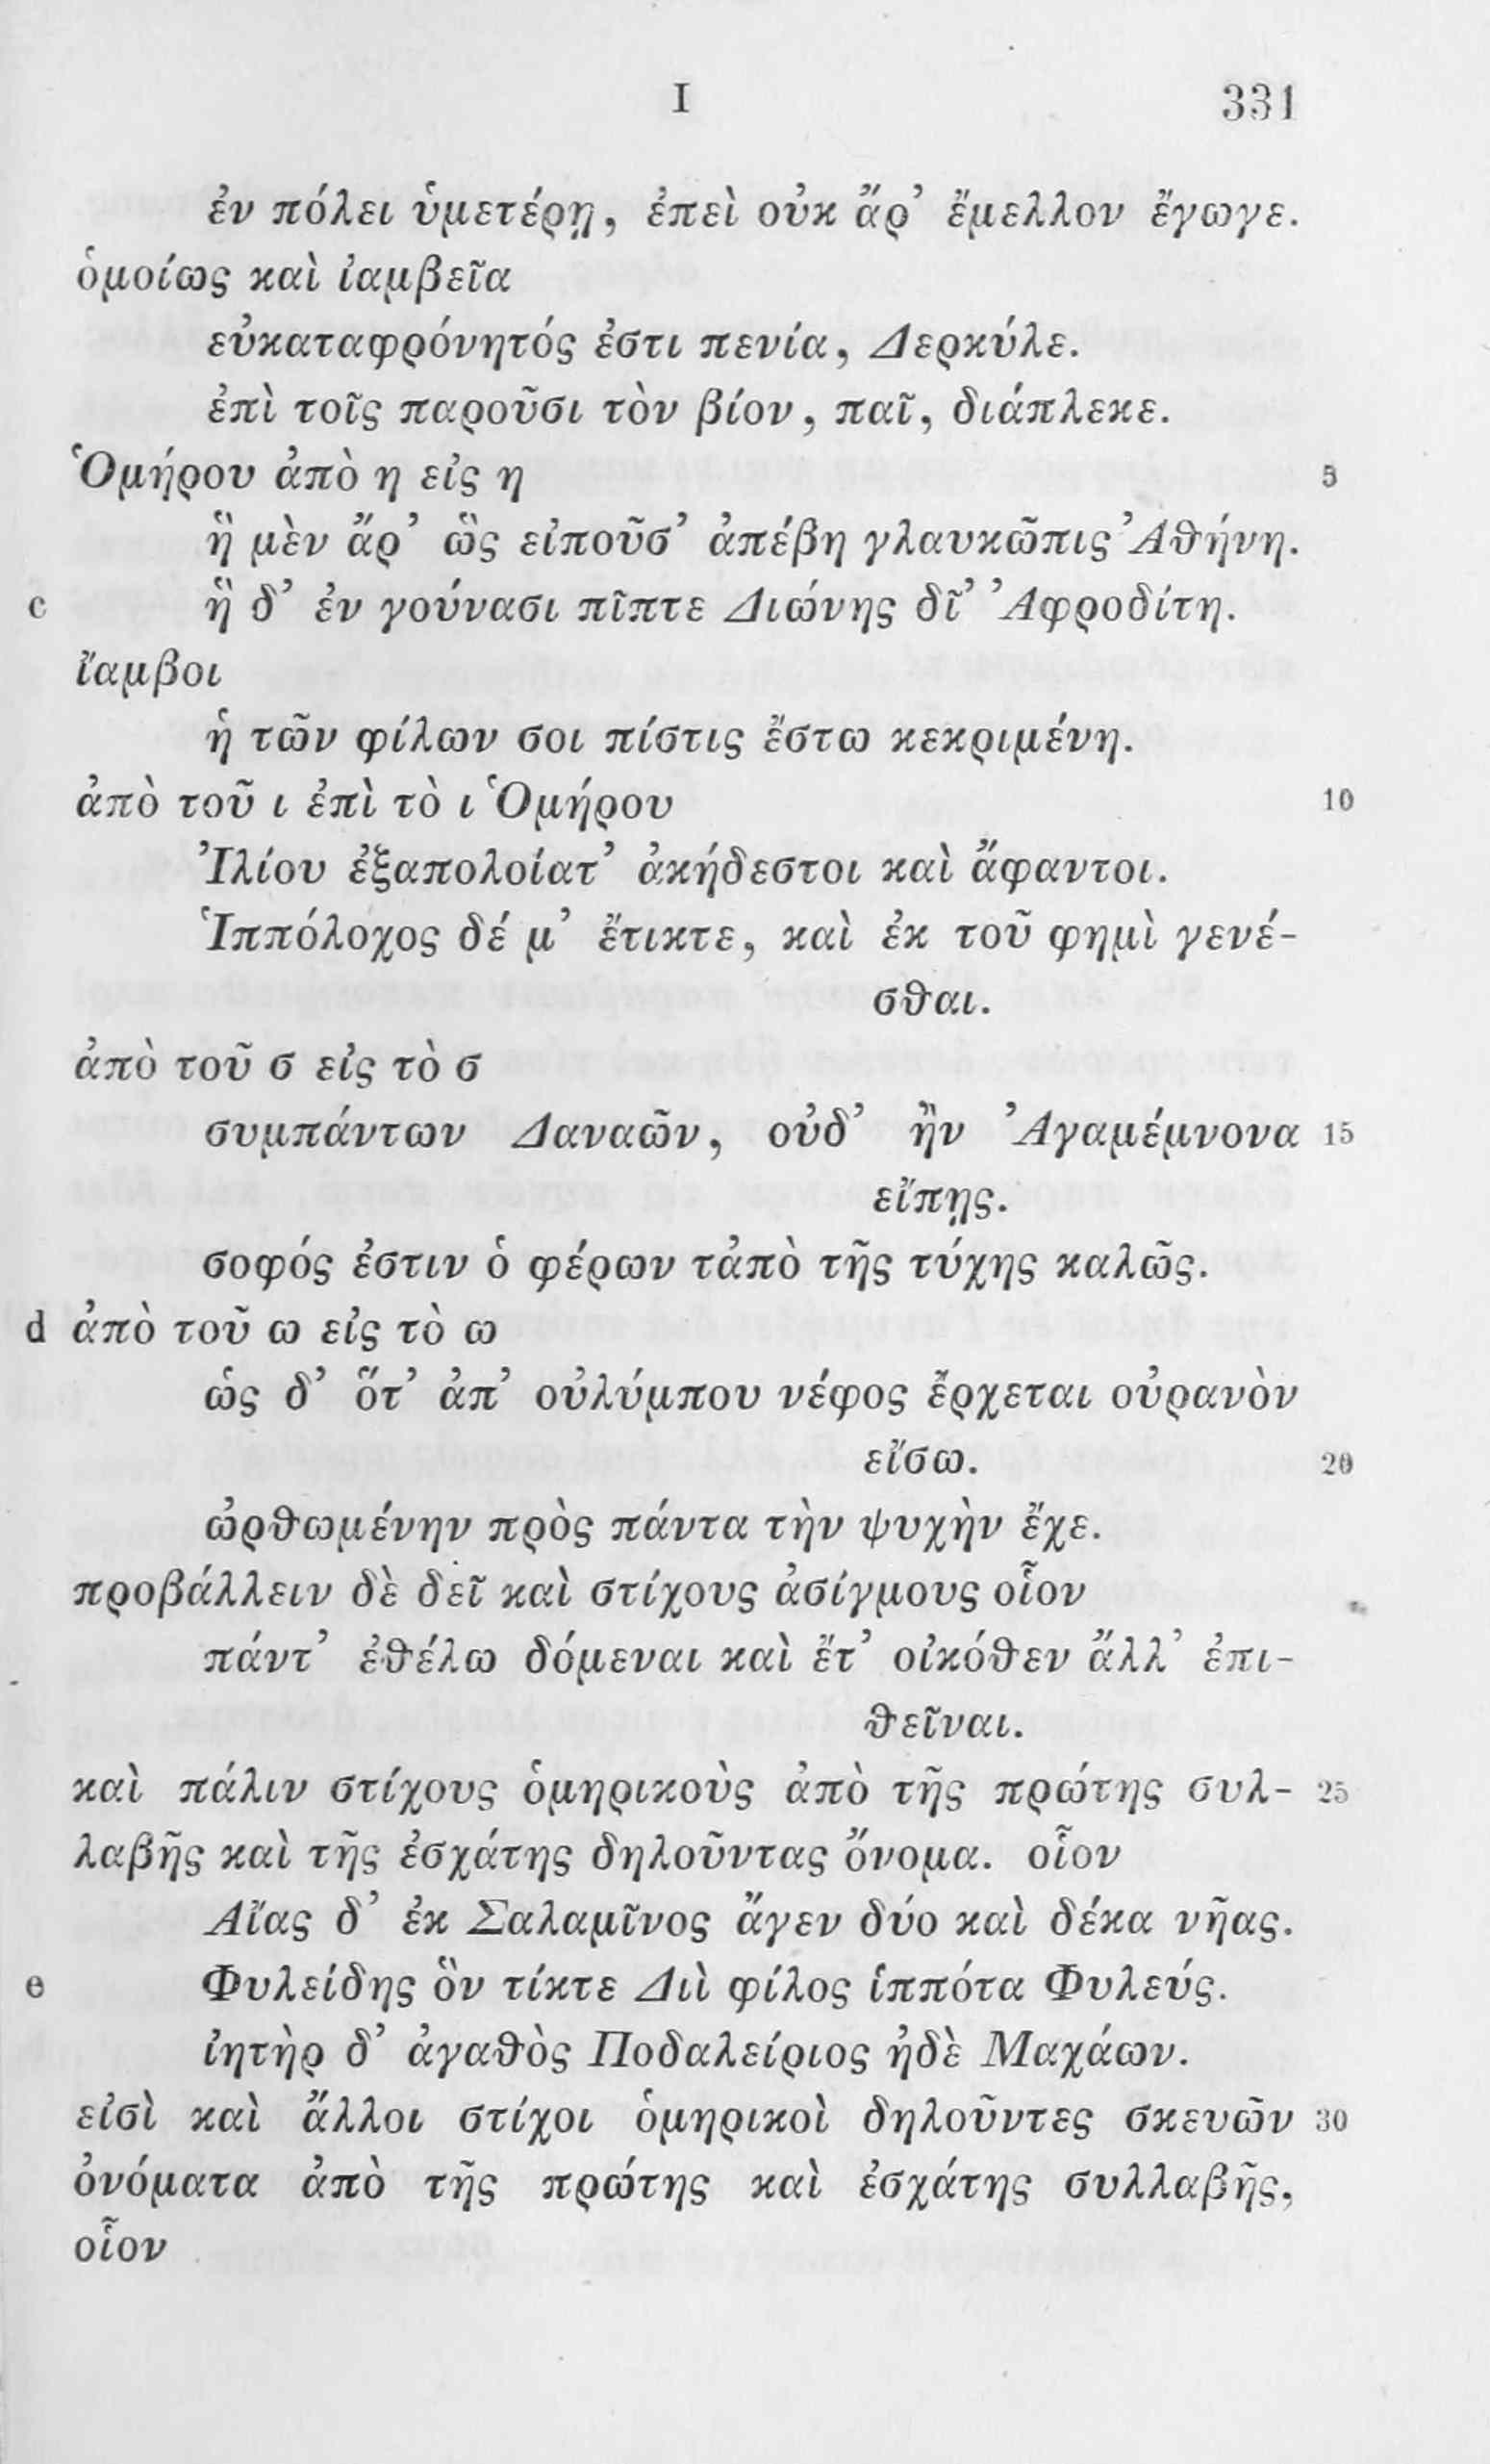 I 331
ἐν πόλει ὑμετέρῃ, ἐπεὶ οὐκ ἄρ᾽ ἔμελλον ἔγωγε.
ὁμοίως καὶ ἰαμβεῖα
εὐκαταφρόνητός ἐστι πενία, Δερκύλε.
ἐπὶ τοῖς παροῦσι τὸν βίον, παῖ, διάπλεκε.
Ὁμήρου ἀπὸ η εἰς η 5
ἣ μὲν ἄρ᾽ ὣς εἰποῦσ᾽ ἀπέβη γλαυκῶπις Ἀθήνη.
c ἣ δ᾽ ἐν γούνασι πῖπτε Διώνης δῖ᾽ Ἀφροδίτη.
ἴαμβοι
ἡ τῶν φίλων σοι πίστις ἔστω κεκριμένη.
ἀπὸ τοῦ ι ἐπὶ τὸ ι Ὁμήρου 10
Ἰλίου ἐξαπολοίατ᾽ ἀκήδεστοι καὶ ἄφαντοι.
Ἱππόλοχος δέ μ᾽ ἔτικτε, καὶ ἐκ τοῦ φημὶ γενέ-
σθαι.
ἀπὸ τοῦ σ εἰς τὸ σ
συμπάντων Δαναῶν, οὐδ᾽ ἢν Ἀγαμέμνονα 15
εἴπῃς.
σοφός ἐστιν ὁ φέρων τἀπὸ τῆς τύχης καλῶς.
d ἀπὸ τοῦ ω εἰς τὸ ω
ὡς δ᾽ ὅτ᾽ ἀπ᾽ οὐλύμπου νέφος ἔρχεται οὐρανὸν
εἴσω. 20
ὠρθωμένην πρὸς πάντα τὴν ψυχὴν ἔχε.
προβάλλειν δὲ δεῖ καὶ στίχους ἀσίγμους οἷον
πάντ᾽ ἐθέλω δόμεναι καὶ ἔτ᾽ οἰκόθεν ἄλλ᾽ ἐπι-
θεῖναι.
καὶ πάλιν στίχους ὁμηρικοὺς ἀπὸ τῆς πρώτης συλ- 25
λαβῆς καὶ τῆς ἐσχάτης δηλοῦντας ὄνομα. οἷον
Αἴας δ᾽ ἐκ Σαλαμῖνος ἄγεν δύο καὶ δέκα νῆας.
e Φυλείδης ὃν τίκτε Διὶ φίλος ἱππότα Φυλεύς.
ἰητὴρ δ᾽ ἀγαθὸς Ποδαλείριος ἠδὲ Μαχάων.
εἰσὶ καὶ ἄλλοι στίχοι ὁμηρικοὶ δηλοῦντες σκευῶν 30
ὀνόματα ἀπὸ τῆς πρώτης καὶ ἐσχάτης συλλαβῆς,
οἷον